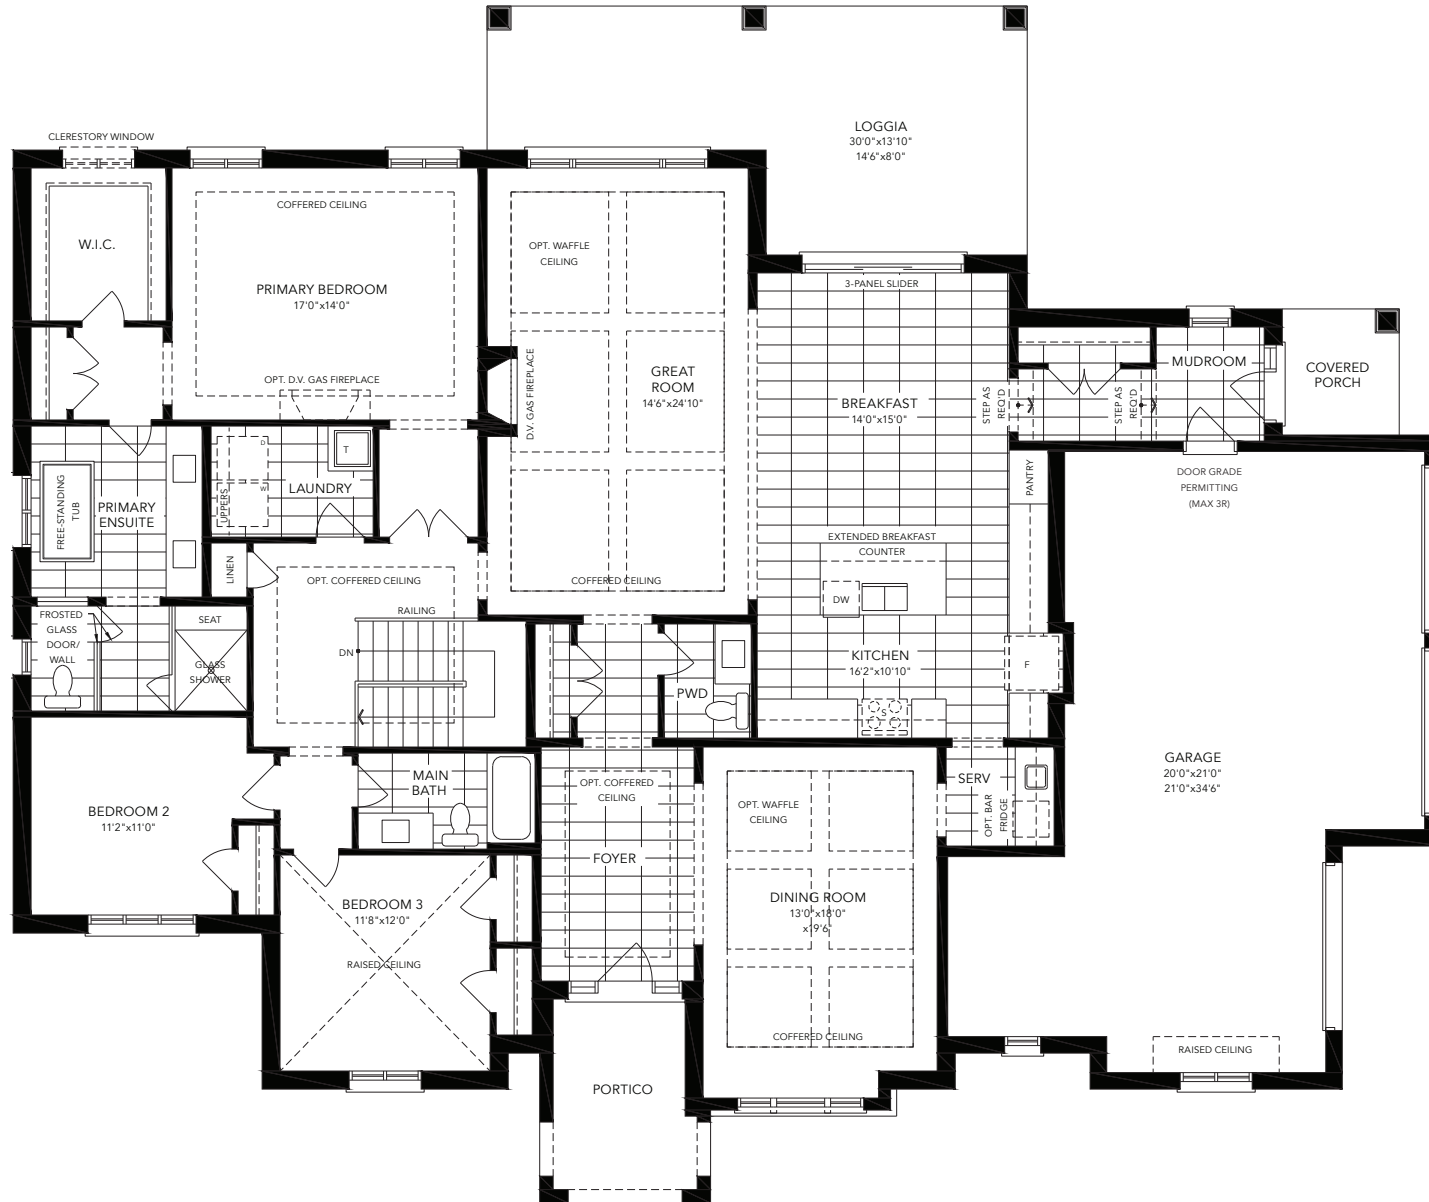 LOGGIA
30'0"x13'10"
14'6"x8'0"
CLERESTORY WINDOW
W.I.C.
COFFERED CEILING
PRIMARY BEDROOM
17'0"x14'0"
OPT. D.V. GAS FIREPLACE
OPT. WAFFLE
CEILING
D.V. GAS FIREPLACE
GREAT
ROOM
14'6"x24'10"
COFFERED CEILING
3-PANEL SLIDER
BREAKFAST
14'0"x15'0"
STEP AS
REQ'D
STEP AS
REQ'D
MUDROOM
COVERED
PORCH
DOOR GRADE
PERMITTING
(MAX 3R)
PANTRY
FREE-STANDING
TUB
PRIMARY
ENSUITE
D
W
UPPERS
T
LAUNDRY
LINEN
OPT. COFFERED CEILING
RAILING
DN
FROSTED
GLASS
DOOR/
WALL
SEAT
GLASS
SHOWER
EXTENDED BREAKFAST
COUNTER
DW
KITCHEN
16'2"x10'10"
F
S
PWD
GARAGE
20'0"x21'0"
21'0"x34'6"
RAISED CEILING
SERV
OPT. BAR
FRIDGE
BEDROOM 2
11'2"x11'0"
MAIN
BATH
OPT. COFFERED
CEILING
FOYER
OPT. WAFFLE
CEILING
DINING ROOM
13'0"x18'0"
x19'6"
COFFERED CEILING
BEDROOM 3
11'8"x12'0"
RAISED CEILING
PORTICO